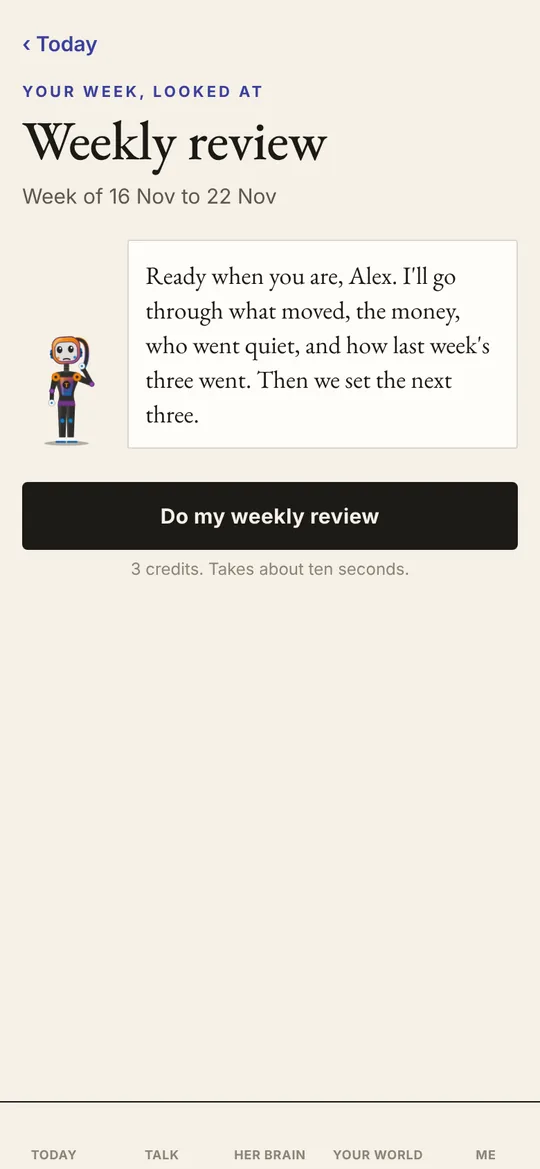 ‹ Today
YOUR WEEK, LOOKED AT
Weekly review
Week of 16 Nov to 22 Nov
Ready when you are, Alex. I'll go
through what moved, the money,
who went quiet, and how last week's
three went. Then we set the next
three.
Do my weekly review
3 credits. Takes about ten seconds.
TODAY TALK HER BRAIN YOUR WORLD ME